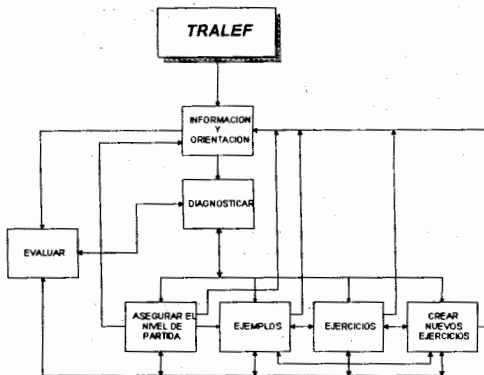 TRALEF
INFORMACION
Y
ORIENTACION
DIAGNOSTICAR
EVALUAR
ASEGURAR EL
NIVEL DE
PARTIDA
EJEMPLOS
EJERCICIOS
CREAR
NUEVOS
EJERCICIOS